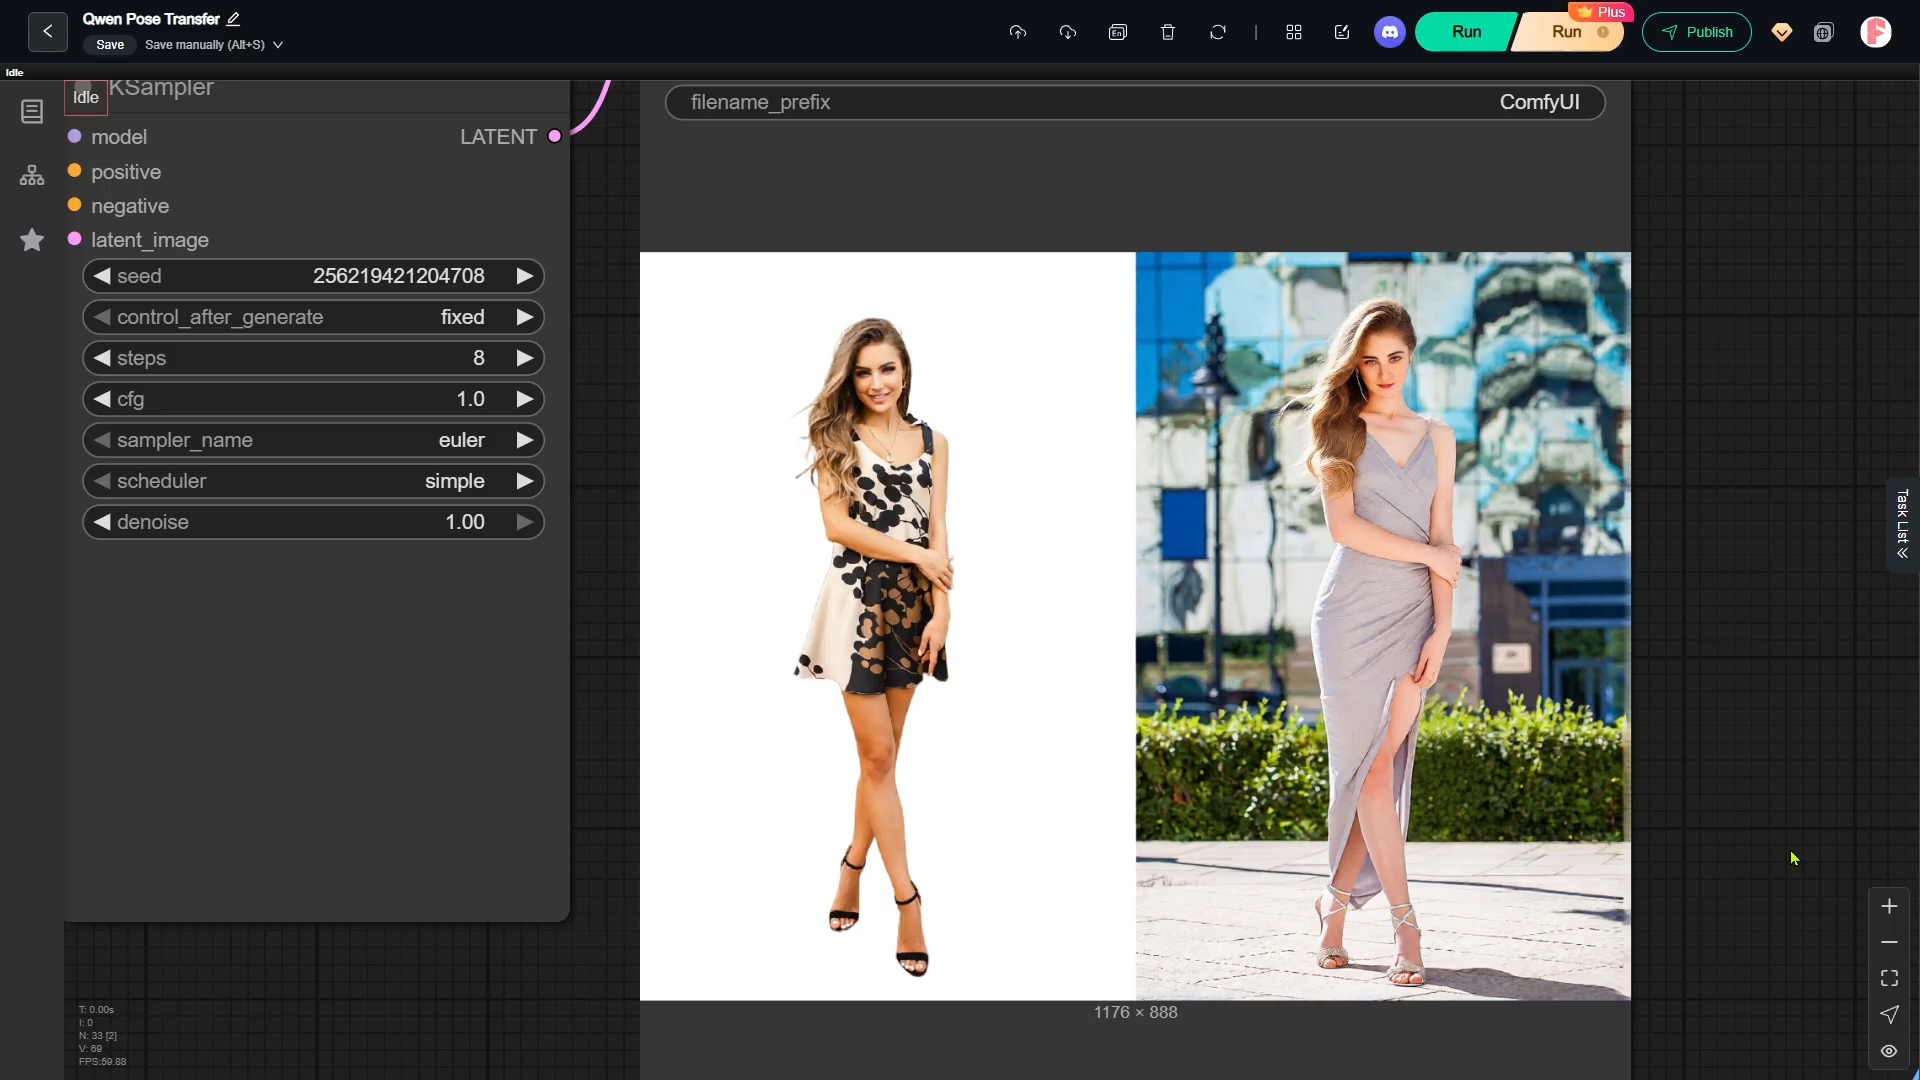 Qwen Pose Transfer
Save
Save manually (Alt+S)
En
Run
Run
Plus
Publish
Idle
Idle
KSampler
model
LATENT
positive
negative
latent_image
seed 256219421204708
control_after_generate fixed
steps 8
cfg 1.0
sampler_name euler
scheduler simple
denoise 1.00
filename_prefix ComfyUI
1176 × 888
Task List
T: 0.00s
I: 0
N: 33 [2]
V: 69
FPS:59.88